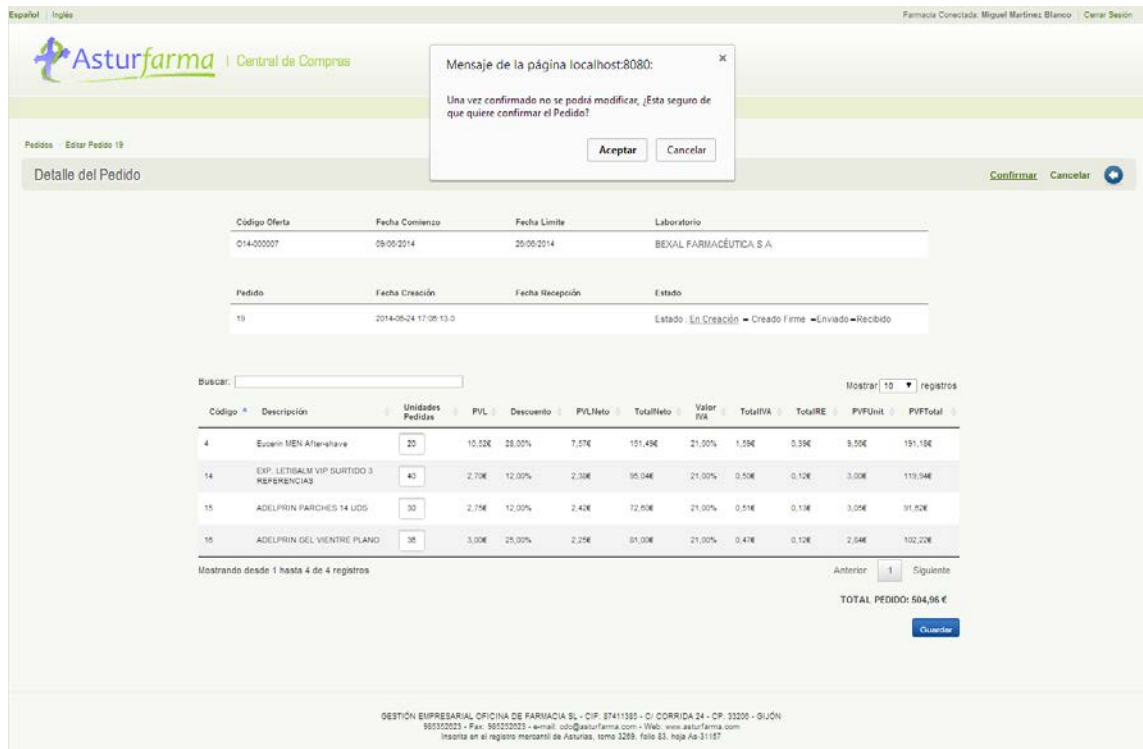 Español | Inglés
Farmacia Conectada: Miguel Martinez Blanco | Cerrar Sesión
Asturfarma | Central de Compras
Mensaje de la página localhost:8080:
Una vez confirmado no se podrá modificar, ¿Esta seguro de
que quiere confirmar el Pedido?
Aceptar Cancelar
Pedidos Editar Pedido 19
Detalle del Pedido
Confirmar Cancelar
Código Oferta Fecha Comienzo Fecha Limite Laboratorio
O14-000007 09/06/2014 26/06/2014 BEXAL FARMACÉUTICA S A
Pedido Fecha Creación Fecha Recepción Estado
19 2014-06-24 17:06:13.0 Estado : En Creación Creado Firme Enviado Recibido
Buscar:
Mostrar 10 registros
Código Descripción Unidades Pedidas PVL Descuento PVLNeto TotalNeto Valor IVA TotalIVA TotalRE PVFUnit PVFTotal
4 Eucerin MEN After-shave 20 10,52€ 28,00% 7,57€ 151,49€ 21,00% 1,59€ 0,39€ 9,56€ 191,18€
14 EXP. LETIBALM VIP SURTIDO 3 REFERENCIAS 40 2,70€ 12,00% 2,38€ 95,04€ 21,00% 0,50€ 0,12€ 3,00€ 119,94€
15 ADELPRIN PARCHES 14 UDS 30 2,75€ 12,00% 2,42€ 72,60€ 21,00% 0,51€ 0,13€ 3,05€ 91,62€
16 ADELPRIN GEL VIENTRE PLANO 36 3,00€ 25,00% 2,25€ 81,00€ 21,00% 0,47€ 0,12€ 2,84€ 102,22€
Mostrando desde 1 hasta 4 de 4 registros
Anterior 1 Siguiente
TOTAL PEDIDO: 504,96 €
Guardar
GESTIÓN EMPRESARIAL OFICINA DE FARMACIA SL - CIF. B7411385 - C/ CORRIDA 24 - CP. 33206 - GIJÓN
985352623 - Fax: 985252623 - e-mail: cdc@asturfarma.com - Web: www.asturfarma.com
Inscrita en el registro mercantil de Asturias, tomo 3269, folio 83, hoja As-31167